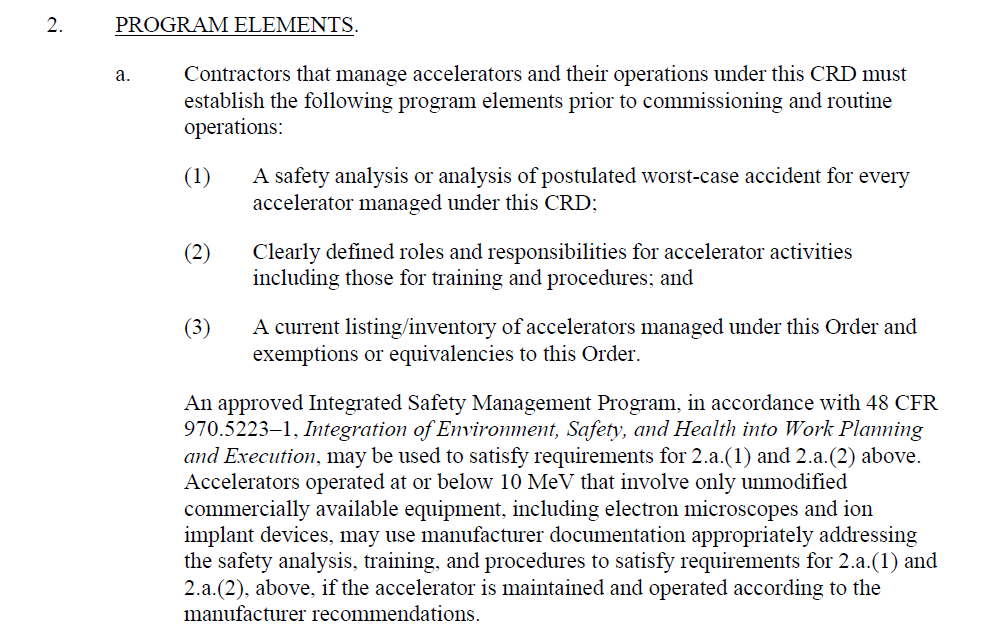 2. PROGRAM ELEMENTS.
a. Contractors that manage accelerators and their operations under this CRD must
establish the following program elements prior to commissioning and routine
operations:
(1) A safety analysis or analysis of postulated worst-case accident for every
accelerator managed under this CRD;
(2) Clearly defined roles and responsibilities for accelerator activities
including those for training and procedures; and
(3) A current listing/inventory of accelerators managed under this Order and
exemptions or equivalencies to this Order.
An approved Integrated Safety Management Program, in accordance with 48 CFR
970.5223–1, Integration of Environment, Safety, and Health into Work Planning
and Execution, may be used to satisfy requirements for 2.a.(1) and 2.a.(2) above.
Accelerators operated at or below 10 MeV that involve only unmodified
commercially available equipment, including electron microscopes and ion
implant devices, may use manufacturer documentation appropriately addressing
the safety analysis, training, and procedures to satisfy requirements for 2.a.(1) and
2.a.(2), above, if the accelerator is maintained and operated according to the
manufacturer recommendations.